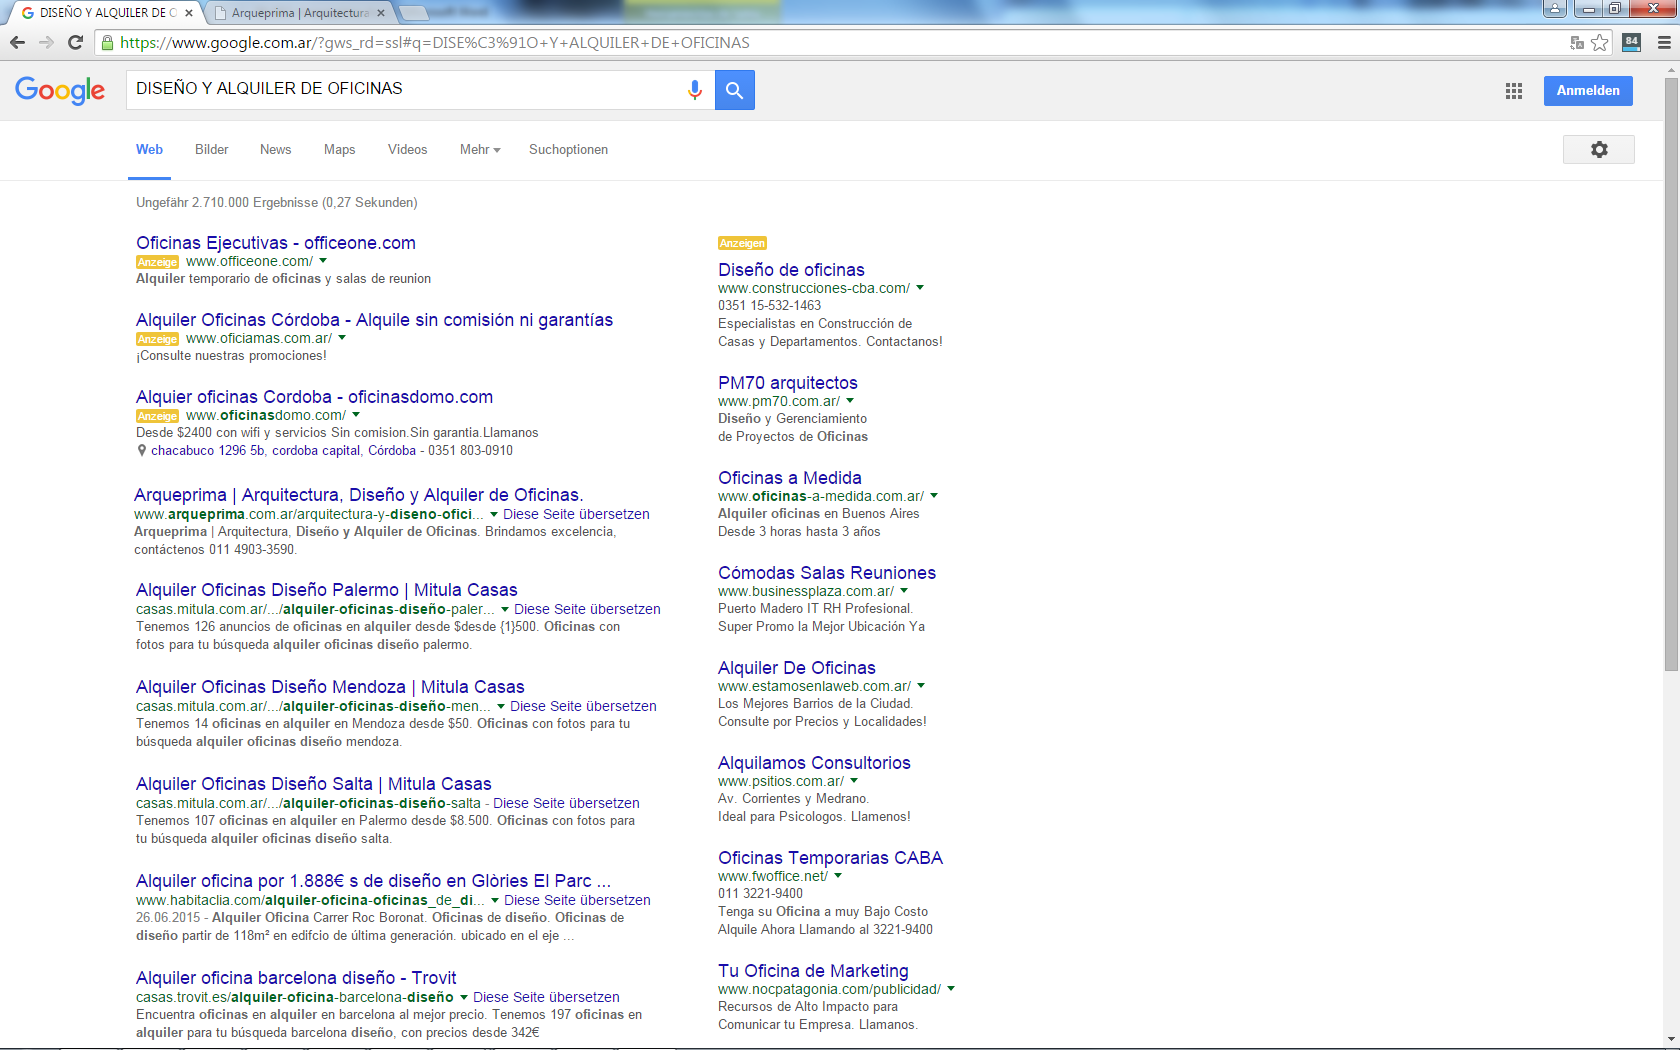 DISEÑO Y ALQUILER DE O
Arqueprima | Arquitectura
https://www.google.com.ar/?gws_rd=ssl#q=DISE%C3%91O+Y+ALQUILER+DE+OFICINAS
84
Google
DISEÑO Y ALQUILER DE OFICINAS
Anmelden
Web
Bilder
News
Maps
Videos
Mehr
Suchoptionen
Ungefähr 2.710.000 Ergebnisse (0,27 Sekunden)
Oficinas Ejecutivas - officeone.com
Anzeige www.officeone.com/
Alquiler temporario de oficinas y salas de reunion
Alquiler Oficinas Córdoba - Alquile sin comisión ni garantías
Anzeige www.oficiamas.com.ar/
¡Consulte nuestras promociones!
Alquier oficinas Cordoba - oficinasdomo.com
Anzeige www.oficinasdomo.com/
Desde $2400 con wifi y servicios Sin comision.Sin garantia.Llamanos
chacabuco 1296 5b, cordoba capital, Córdoba - 0351 803-0910
Arqueprima | Arquitectura, Diseño y Alquiler de Oficinas.
www.arqueprima.com.ar/arquitectura-y-diseno-ofici... Diese Seite übersetzen
Arqueprima | Arquitectura, Diseño y Alquiler de Oficinas. Brindamos excelencia,
contáctenos 011 4903-3590.
Alquiler Oficinas Diseño Palermo | Mitula Casas
casas.mitula.com.ar/.../alquiler-oficinas-diseño-paler... Diese Seite übersetzen
Tenemos 126 anuncios de oficinas en alquiler desde $desde {1}500. Oficinas con
fotos para tu búsqueda alquiler oficinas diseño palermo.
Alquiler Oficinas Diseño Mendoza | Mitula Casas
casas.mitula.com.ar/.../alquiler-oficinas-diseño-men... Diese Seite übersetzen
Tenemos 14 oficinas en alquiler en Mendoza desde $50. Oficinas con fotos para tu
búsqueda alquiler oficinas diseño mendoza.
Alquiler Oficinas Diseño Salta | Mitula Casas
casas.mitula.com.ar/.../alquiler-oficinas-diseño-salta - Diese Seite übersetzen
Tenemos 107 oficinas en alquiler en Palermo desde $8.500. Oficinas con fotos para
tu búsqueda alquiler oficinas diseño salta.
Alquiler oficina por 1.888€ s de diseño en Glòries El Parc ...
www.habitaclia.com/alquiler-oficina-oficinas_de_di... Diese Seite übersetzen
26.06.2015 - Alquiler Oficina Carrer Roc Boronat. Oficinas de diseño. Oficinas de
diseño partir de 118m² en edifcio de última generación. ubicado en el eje ...
Alquiler oficina barcelona diseño - Trovit
casas.trovit.es/alquiler-oficina-barcelona-diseño Diese Seite übersetzen
Encuentra oficinas en alquiler en barcelona al mejor precio. Tenemos 197 oficinas en
alquiler para tu búsqueda barcelona diseño, con precios desde 342€
Anzeigen
Diseño de oficinas
www.construcciones-cba.com/
0351 15-532-1463
Especialistas en Construcción de
Casas y Departamentos. Contactanos!
PM70 arquitectos
www.pm70.com.ar/
Diseño y Gerenciamiento
de Proyectos de Oficinas
Oficinas a Medida
www.oficinas-a-medida.com.ar/
Alquiler oficinas en Buenos Aires
Desde 3 horas hasta 3 años
Cómodas Salas Reuniones
www.businessplaza.com.ar/
Puerto Madero IT RH Profesional.
Super Promo la Mejor Ubicación Ya
Alquiler De Oficinas
www.estamosenlaweb.com.ar/
Los Mejores Barrios de la Ciudad.
Consulte por Precios y Localidades!
Alquilamos Consultorios
www.psitios.com.ar/
Av. Corrientes y Medrano.
Ideal para Psicologos. Llamenos!
Oficinas Temporarias CABA
www.fwoffice.net/
011 3221-9400
Tenga su Oficina a muy Bajo Costo
Alquile Ahora Llamando al 3221-9400
Tu Oficina de Marketing
www.nocpatagonia.com/publicidad/
Recursos de Alto Impacto para
Comunicar tu Empresa. Llamanos.